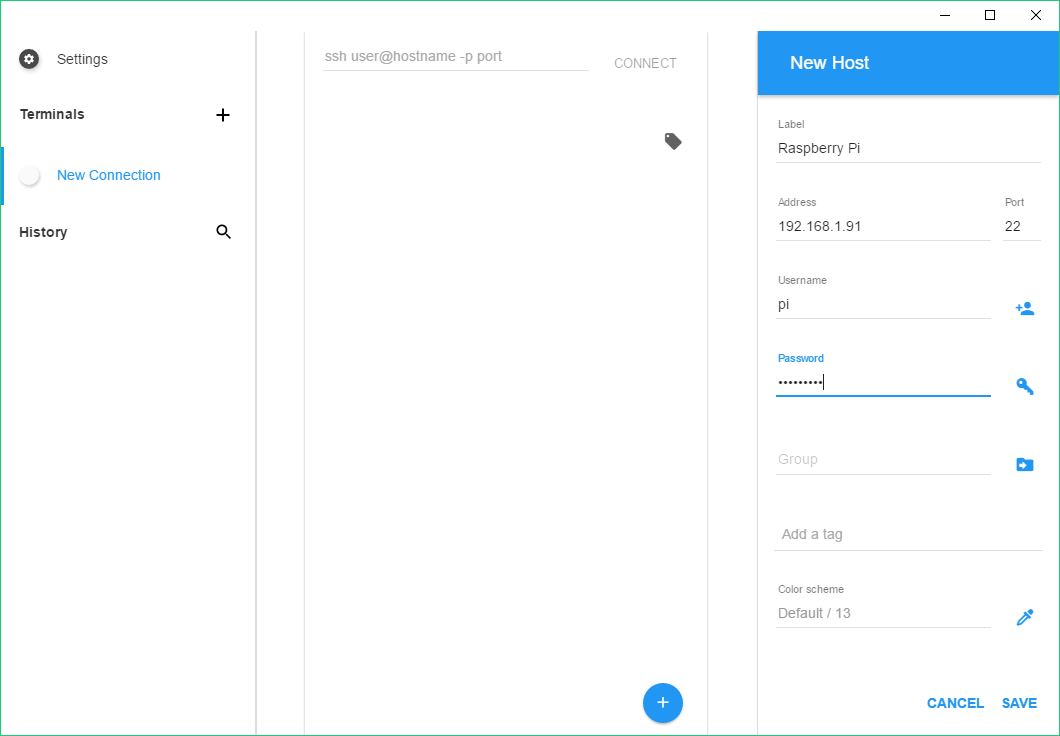 Settings
Terminals
New Connection
History
ssh user@hostname -p port
CONNECT
New Host
Label
Raspberry Pi
Address Port
192.168.1.91 22
Username
pi
Password
•••••••••
Group
Add a tag
Color scheme
Default / 13
CANCEL SAVE